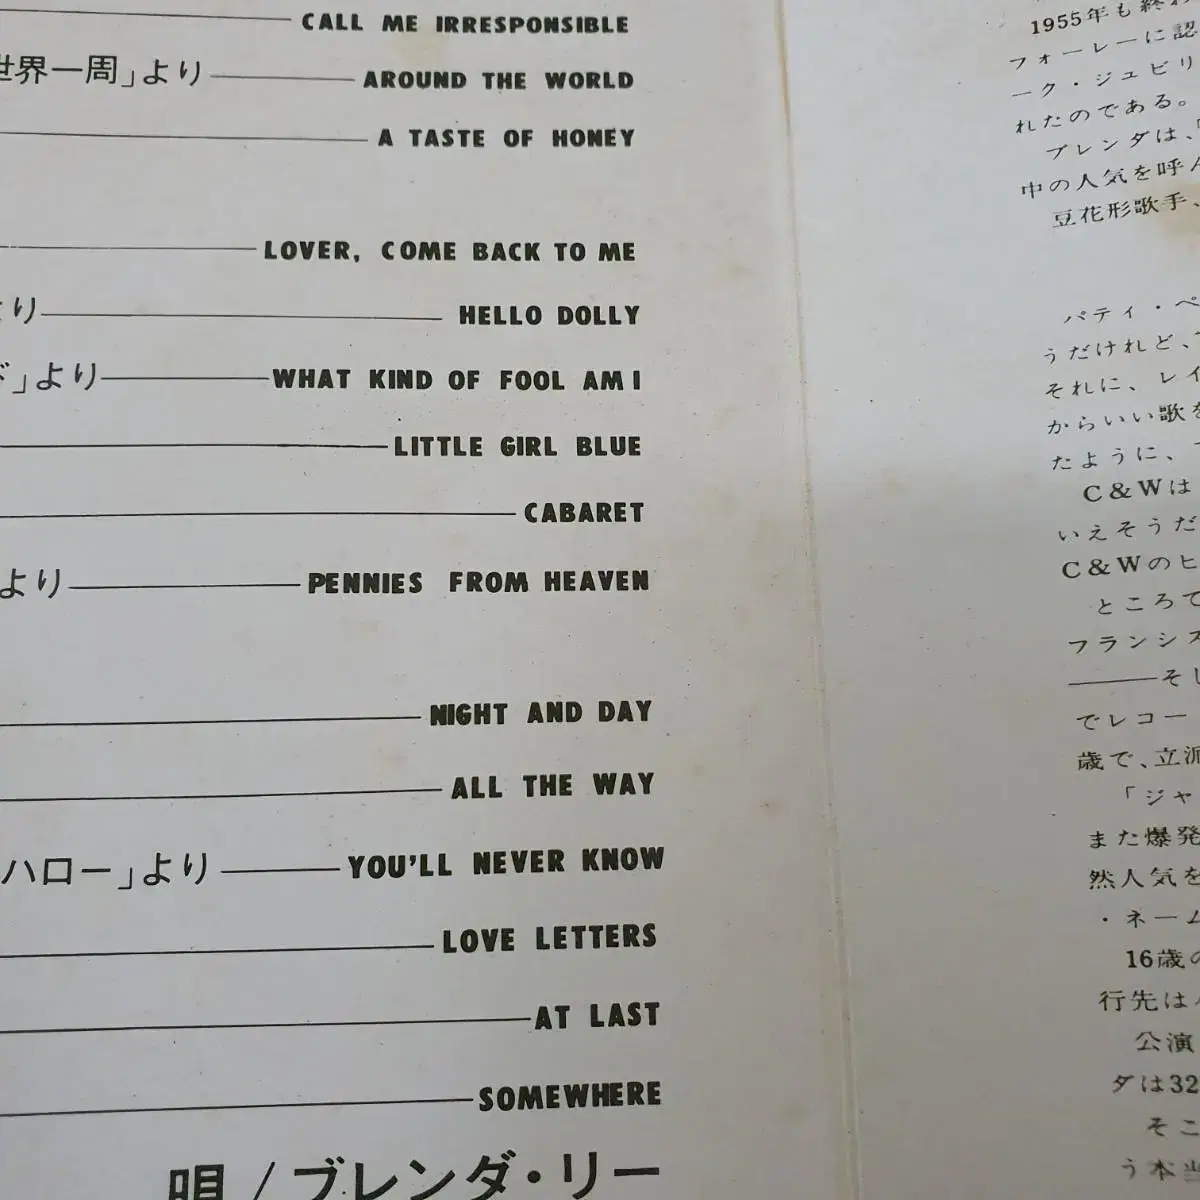 CALL ME IRRESPONSIBLE
世界一周」より AROUND THE WORLD
A TASTE OF HONEY
LOVER, COME BACK TO ME
より HELLO DOLLY
ド」より WHAT KIND OF FOOL AM I
LITTLE GIRL BLUE
CABARET
より PENNIES FROM HEAVEN
NIGHT AND DAY
ALL THE WAY
ハロー」より YOU'LL NEVER KNOW
LOVE LETTERS
AT LAST
SOMEWHERE
唄/ブレンダ・リー
1955年も終わ
フォーレーに認
ーク・ジュビリ
れたのである。
ブレンダは、
中の人気を呼ん
豆花形歌手、
パティ・ペ
うだけれど、
それに、レイ
からいい歌を
たように、
C&Wは
いえそうだ
C&Wのヒ
ところで
フランシス
――そし
でレコー
歳で、立派
「ジャ
また爆発
然人気を
・ネーム
16歳の
行先は
公演
ダは32
そこ
う本当